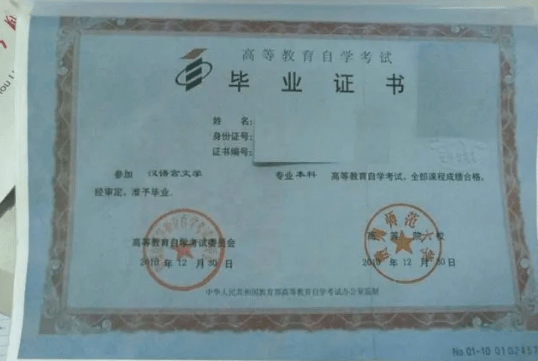 高等教育自学考试
毕业证书
姓 名:
身份证号:
证书编号:
参加 汉语言文学 专业本科 高等教育自学考试,全部课程成绩合格,
经审定,准予毕业。
高等教育自学考试委员会
12 月 30 日
12 月 30 日
中华人民共和国教育部高等教育自学考试办公室监制